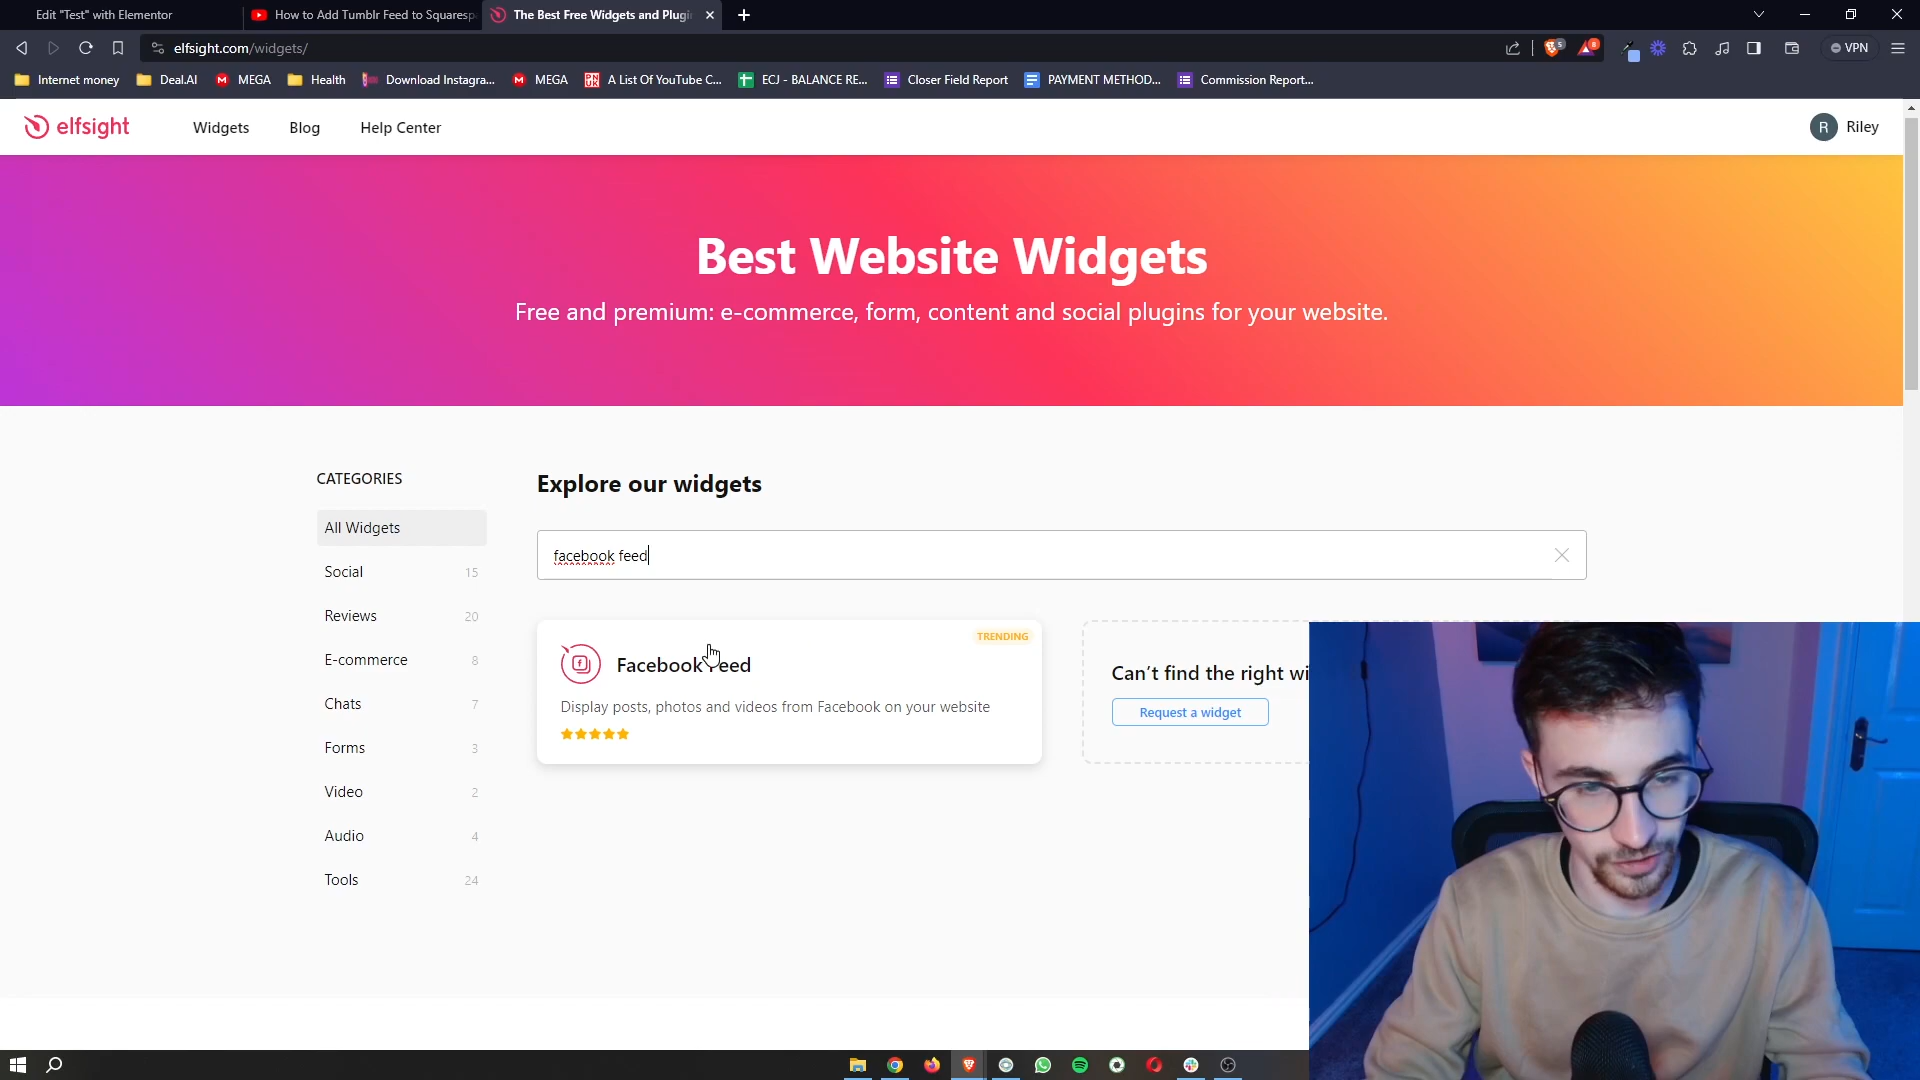 Edit "Test" with Elementor
How to Add Tumblr Feed to Squaresp
The Best Free Widgets and Plugi
elfsight.com/widgets/
VPN
Internet money
Deal.AI
MEGA
Health
Download Instagra...
MEGA
A List Of YouTube C...
ECJ - BALANCE RE...
Closer Field Report
PAYMENT METHOD...
Commission Report...
elfsight
Widgets
Blog
Help Center
R
Riley
Best Website Widgets
Free and premium: e-commerce, form, content and social plugins for your website.
CATEGORIES
All Widgets
Social 15
Reviews 20
E-commerce 8
Chats 7
Forms 3
Video 2
Audio 4
Tools 24
Explore our widgets
facebook feed
TRENDING
Facebook Feed
Display posts, photos and videos from Facebook on your website
Can't find the right wi
Request a widget